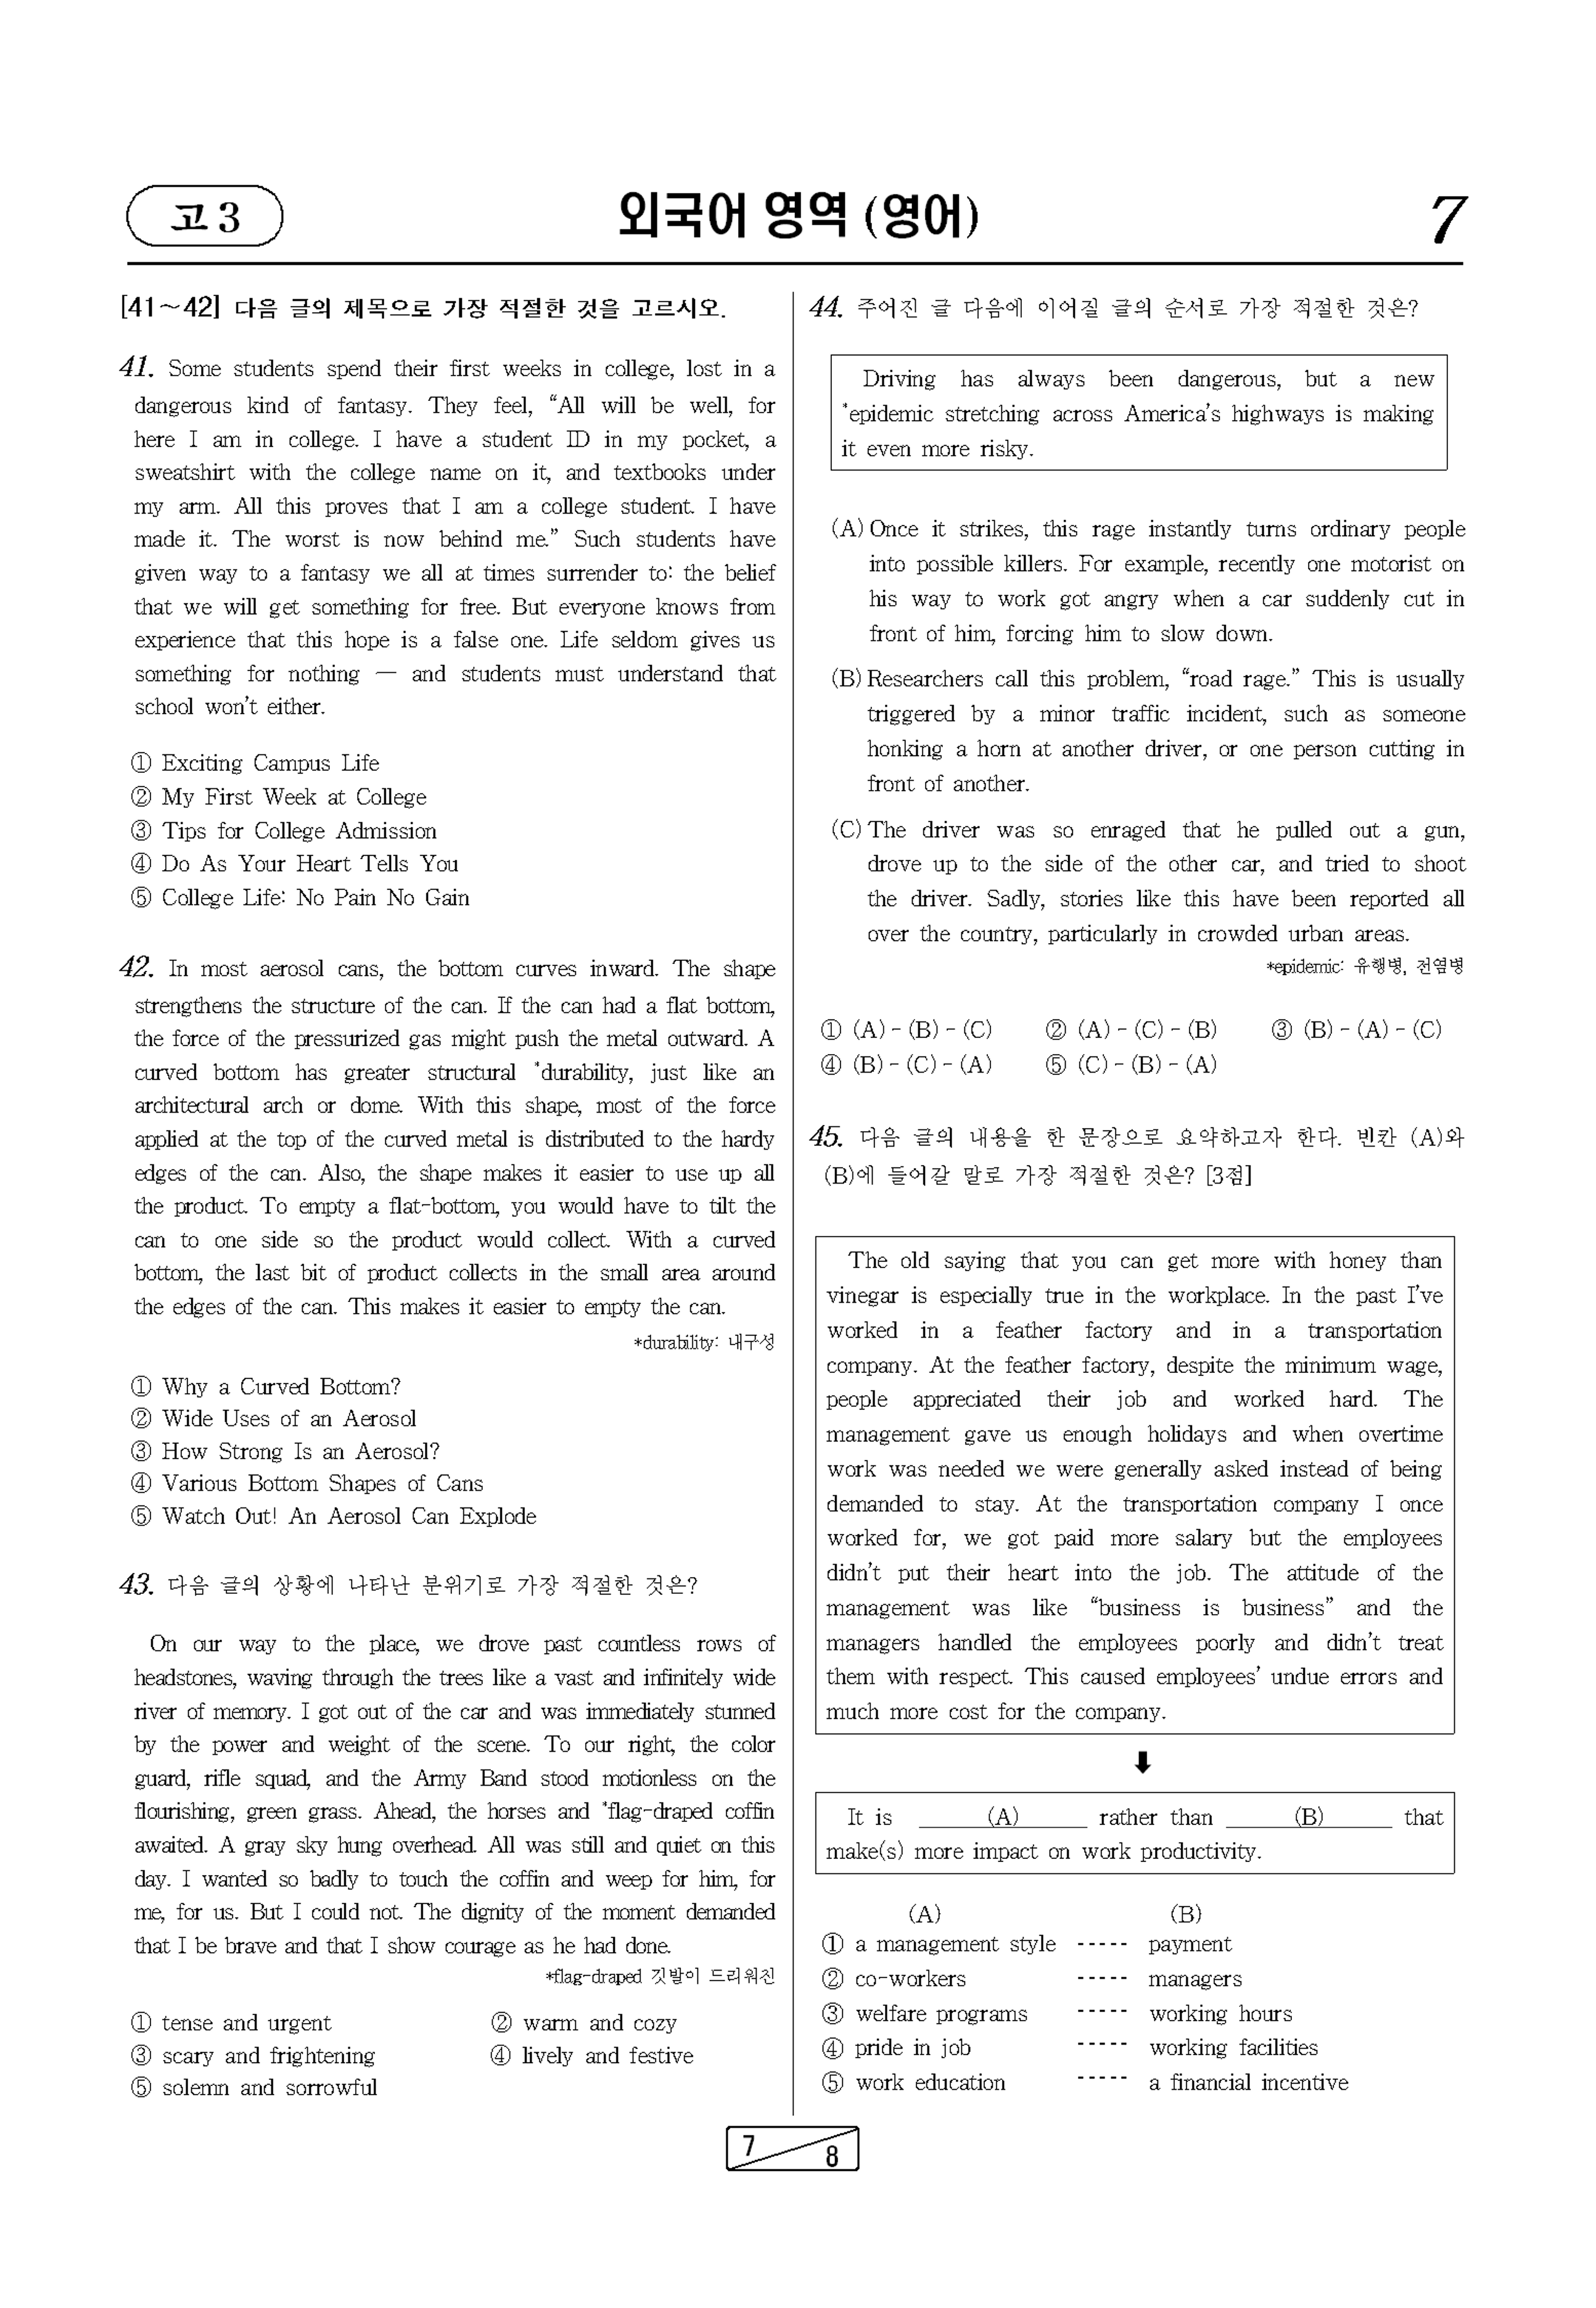 고3
외국어 영역 (영어)
7
[41～42] 다음 글의 제목으로 가장 적절한 것을 고르시오.
41. Some students spend their first weeks in college, lost in a
dangerous kind of fantasy. They feel, “All will be well, for
here I am in college. I have a student ID in my pocket, a
sweatshirt with the college name on it, and textbooks under
my arm. All this proves that I am a college student. I have
made it. The worst is now behind me.” Such students have
given way to a fantasy we all at times surrender to: the belief
that we will get something for free. But everyone knows from
experience that this hope is a false one. Life seldom gives us
something for nothing — and students must understand that
school won’t either.
① Exciting Campus Life
② My First Week at College
③ Tips for College Admission
④ Do As Your Heart Tells You
⑤ College Life: No Pain No Gain
42. In most aerosol cans, the bottom curves inward. The shape
strengthens the structure of the can. If the can had a flat bottom,
the force of the pressurized gas might push the metal outward. A
curved bottom has greater structural *durability, just like an
architectural arch or dome. With this shape, most of the force
applied at the top of the curved metal is distributed to the hardy
edges of the can. Also, the shape makes it easier to use up all
the product. To empty a flat-bottom, you would have to tilt the
can to one side so the product would collect. With a curved
bottom, the last bit of product collects in the small area around
the edges of the can. This makes it easier to empty the can.
*durability: 내구성
① Why a Curved Bottom?
② Wide Uses of an Aerosol
③ How Strong Is an Aerosol?
④ Various Bottom Shapes of Cans
⑤ Watch Out! An Aerosol Can Explode
43. 다음 글의 상황에 나타난 분위기로 가장 적절한 것은?
On our way to the place, we drove past countless rows of
headstones, waving through the trees like a vast and infinitely wide
river of memory. I got out of the car and was immediately stunned
by the power and weight of the scene. To our right, the color
guard, rifle squad, and the Army Band stood motionless on the
flourishing, green grass. Ahead, the horses and *flag-draped coffin
awaited. A gray sky hung overhead. All was still and quiet on this
day. I wanted so badly to touch the coffin and weep for him, for
me, for us. But I could not. The dignity of the moment demanded
that I be brave and that I show courage as he had done.
*flag-draped 깃발이 드리워진
① tense and urgent ② warm and cozy
③ scary and frightening ④ lively and festive
⑤ solemn and sorrowful
44. 주어진 글 다음에 이어질 글의 순서로 가장 적절한 것은?
Driving has always been dangerous, but a new
*epidemic stretching across America’s highways is making
it even more risky.
(A) Once it strikes, this rage instantly turns ordinary people
into possible killers. For example, recently one motorist on
his way to work got angry when a car suddenly cut in
front of him, forcing him to slow down.
(B) Researchers call this problem, “road rage.” This is usually
triggered by a minor traffic incident, such as someone
honking a horn at another driver, or one person cutting in
front of another.
(C) The driver was so enraged that he pulled out a gun,
drove up to the side of the other car, and tried to shoot
the driver. Sadly, stories like this have been reported all
over the country, particularly in crowded urban areas.
*epidemic: 유행병, 전염병
① (A) - (B) - (C) ② (A) - (C) - (B) ③ (B) - (A) - (C)
④ (B) - (C) - (A) ⑤ (C) - (B) - (A)
45. 다음 글의 내용을 한 문장으로 요약하고자 한다. 빈칸 (A)와
(B)에 들어갈 말로 가장 적절한 것은? [3점]
The old saying that you can get more with honey than
vinegar is especially true in the workplace. In the past I’ve
worked in a feather factory and in a transportation
company. At the feather factory, despite the minimum wage,
people appreciated their job and worked hard. The
management gave us enough holidays and when overtime
work was needed we were generally asked instead of being
demanded to stay. At the transportation company I once
worked for, we got paid more salary but the employees
didn’t put their heart into the job. The attitude of the
management was like “business is business” and the
managers handled the employees poorly and didn’t treat
them with respect. This caused employees’ undue errors and
much more cost for the company.
⬇
It is (A) rather than (B) that
make(s) more impact on work productivity.
(A) (B)
① a management style ----- payment
② co-workers ----- managers
③ welfare programs ----- working hours
④ pride in job ----- working facilities
⑤ work education ----- a financial incentive
7
8